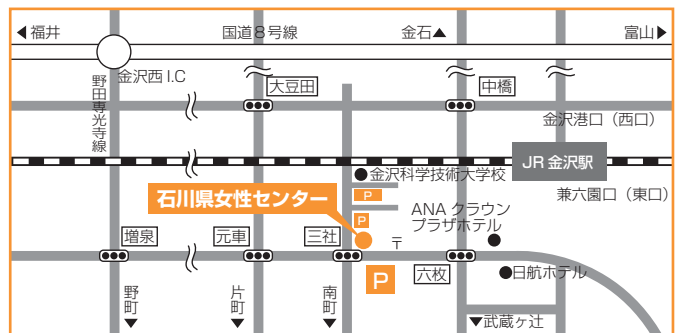 ◀福井
国道8号線
金石▲
富山▶
金沢西I.C
野田専光寺線
大豆田
中橋
金沢港口（西口）
JR 金沢駅
金沢科学技術大学校
P
兼六園口（東口）
石川県女性センター
P
ANA クラウン
プラザホテル
〒
増泉
元車
三社
六枚
P
日航ホテル
野町▼
片町▼
南町▼
▼武蔵ヶ辻